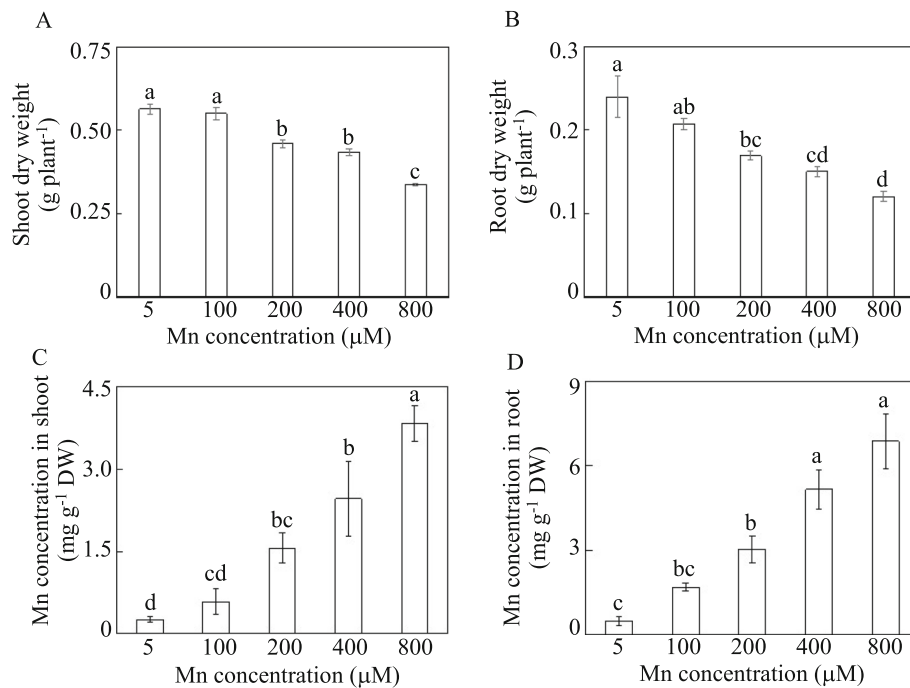 A
Shoot dry weight
(g plant⁻¹)
0.75
0.50
0.25
0
a
a
b
b
c
5 100 200 400 800
Mn concentration (μM)
B
Root dry weight
(g plant⁻¹)
0.3
0.2
0.1
0
a
ab
bc
cd
d
5 100 200 400 800
Mn concentration (μM)
C
Mn concentration in shoot
(mg g⁻¹ DW)
4.5
3.0
1.5
0
d
cd
bc
b
a
5 100 200 400 800
Mn concentration (μM)
D
Mn concentration in root
(mg g⁻¹ DW)
9
6
3
0
c
bc
b
a
a
5 100 200 400 800
Mn concentration (μM)